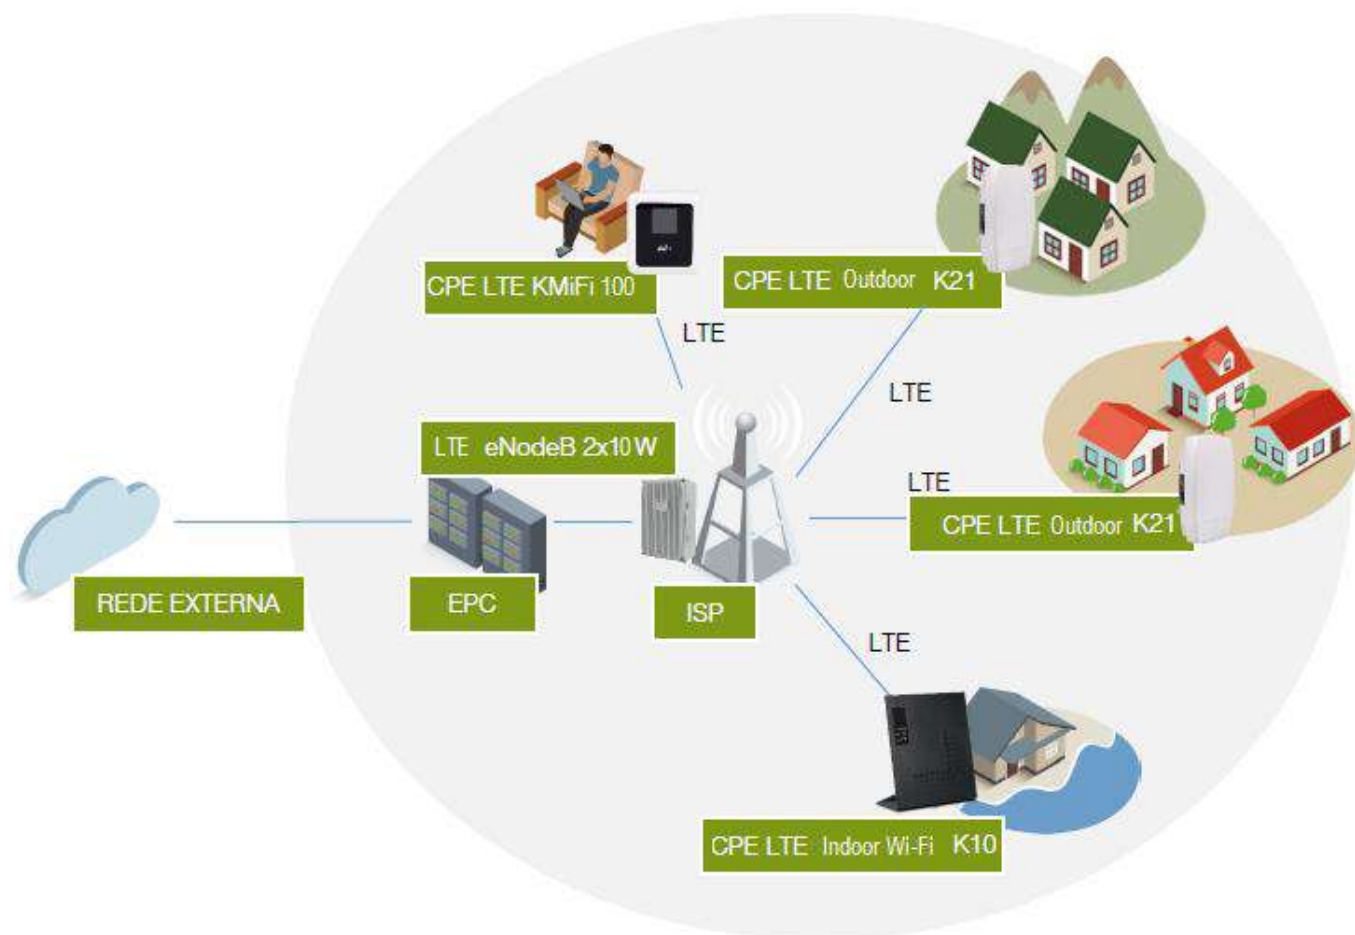 CPE LTE KMiFi 100
CPE LTE Outdoor K21
LTE
LTE
LTE eNodeB 2x10W
LTE
CPE LTE Outdoor K21
REDE EXTERNA
EPC
ISP
LTE
CPE LTE Indoor Wi-Fi K10